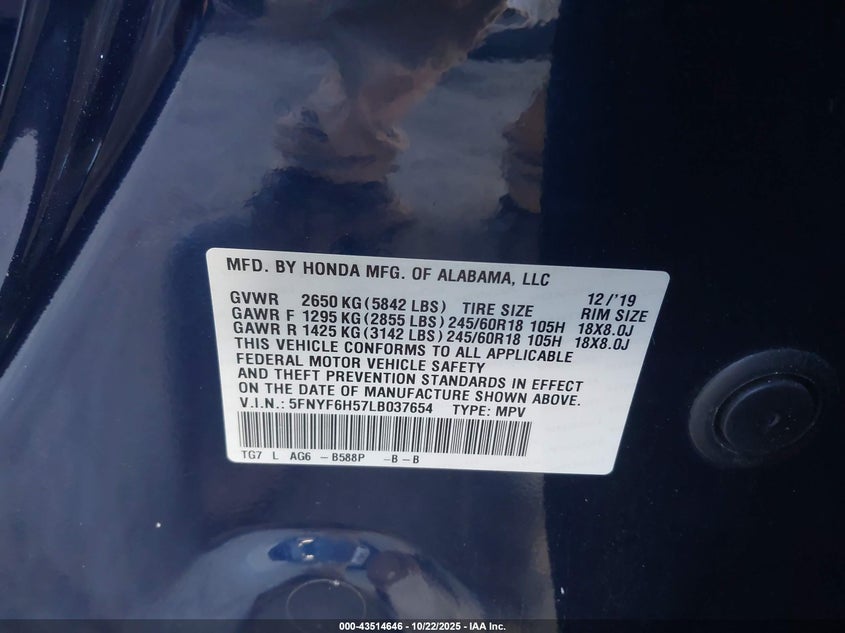 MFD. BY HONDA MFG. OF ALABAMA, LLC
GVWR 2650 KG (5842 LBS) TIRE SIZE 12/'19 RIM SIZE
GAWR F 1295 KG (2855 LBS) 245/60R18 105H 18X8.0J
GAWR R 1425 KG (3142 LBS) 245/60R18 105H 18X8.0J
THIS VEHICLE CONFORMS TO ALL APPLICABLE
FEDERAL MOTOR VEHICLE SAFETY
AND THEFT PREVENTION STANDARDS IN EFFECT
ON THE DATE OF MANUFACTURE SHOWN ABOVE.
V.I.N.: 5FNYF6H57LB037654 TYPE: MPV
TG7 L AG6 -B588P -B-B
000-43514646 | 10/22/2025 | IAA Inc.